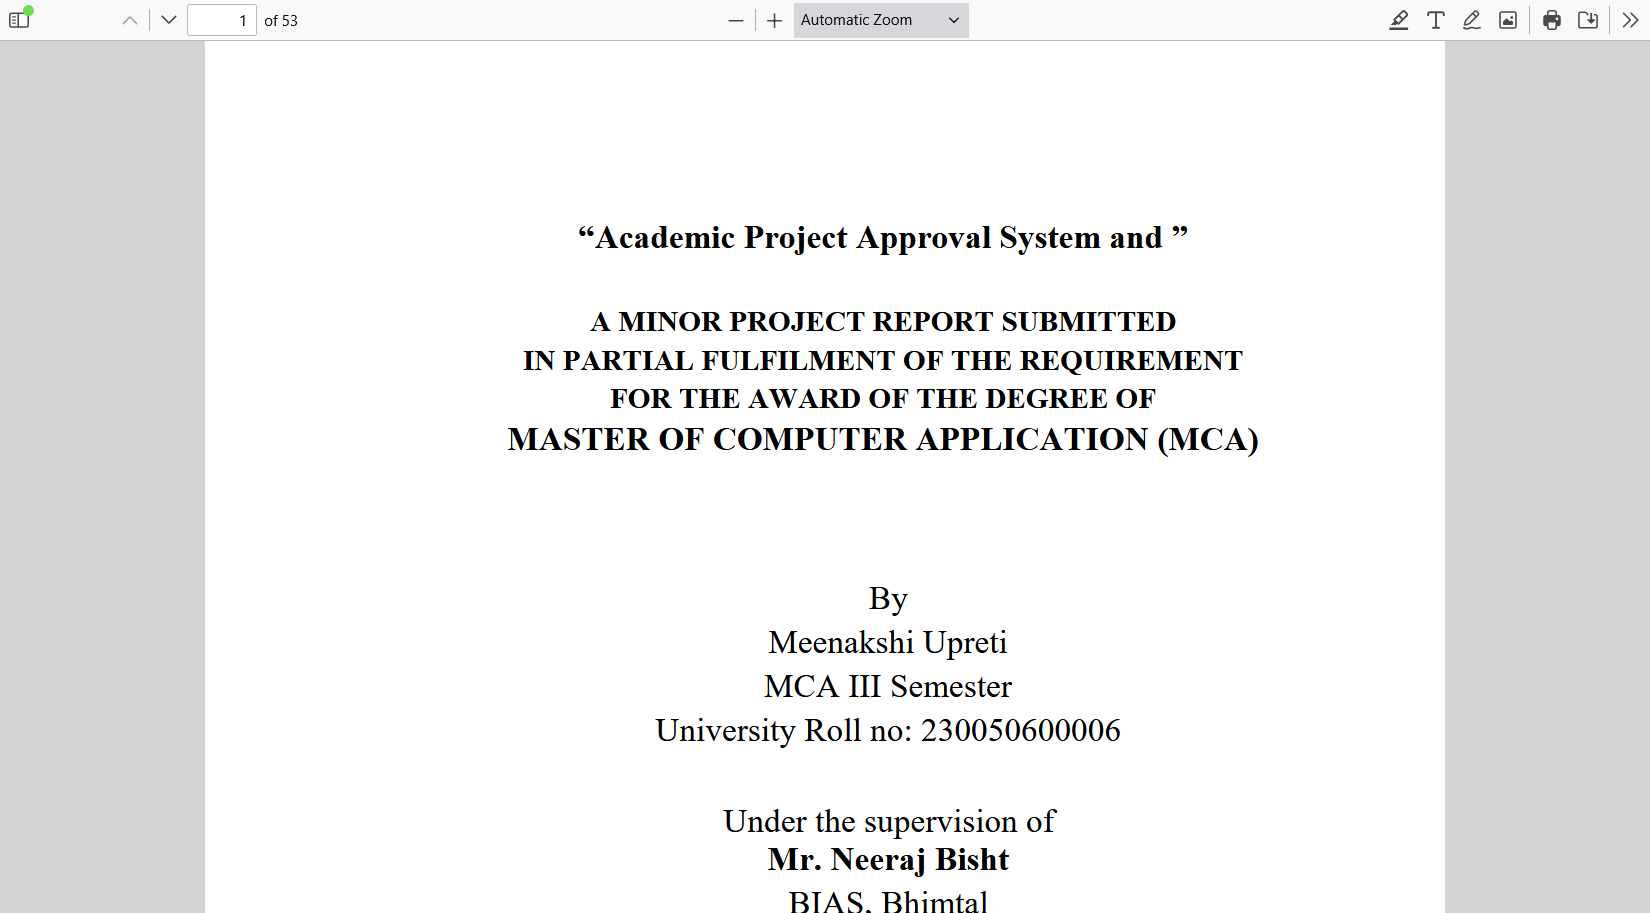 1 of 53
Automatic Zoom
“Academic Project Approval System and ”
A MINOR PROJECT REPORT SUBMITTED
IN PARTIAL FULFILMENT OF THE REQUIREMENT
FOR THE AWARD OF THE DEGREE OF
MASTER OF COMPUTER APPLICATION (MCA)
By
Meenakshi Upreti
MCA III Semester
University Roll no: 230050600006
Under the supervision of
Mr. Neeraj Bisht
BIAS, Bhimtal